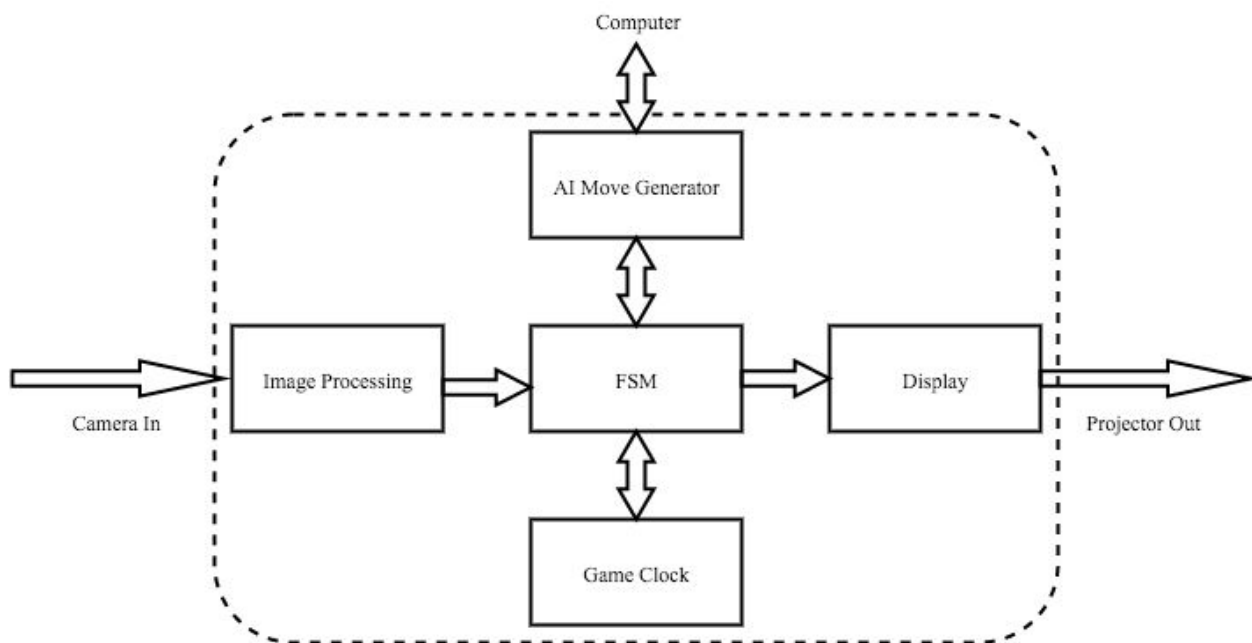 Computer
AI Move Generator
Image Processing
FSM
Display
Camera In
Projector Out
Game Clock